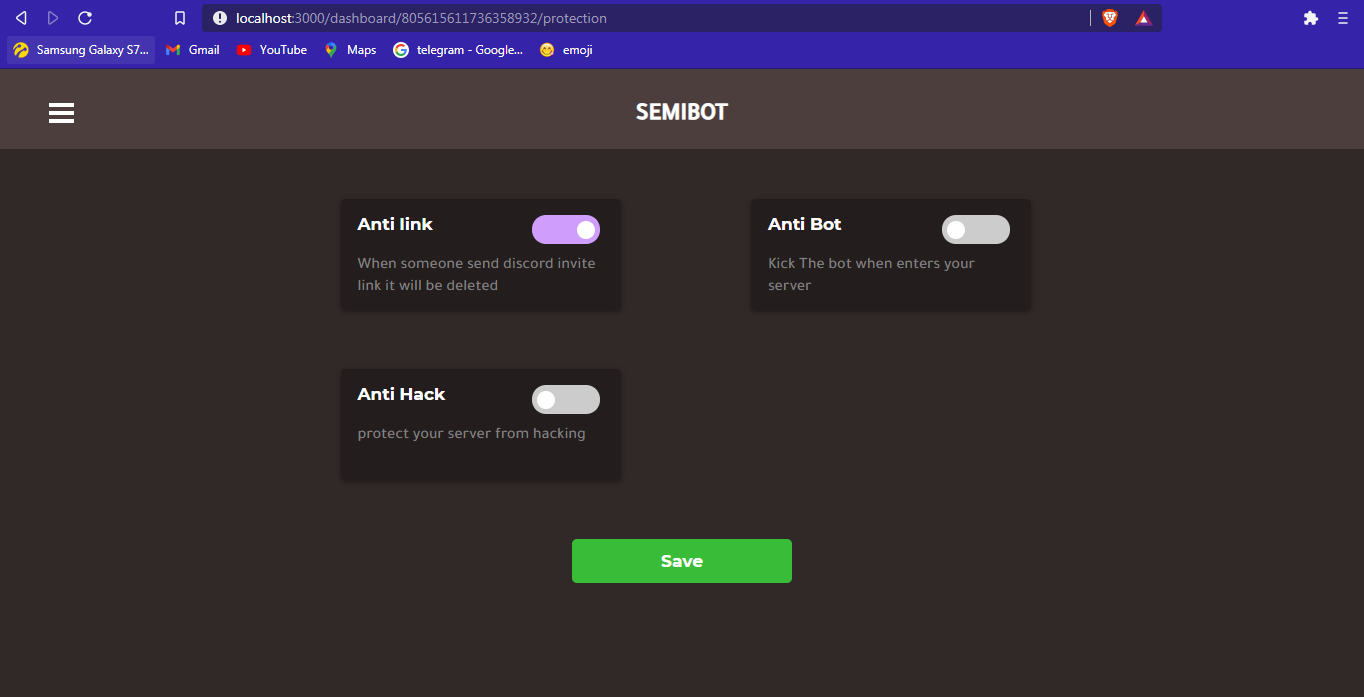 localhost:3000/dashboard/805615611736358932/protection
Samsung Galaxy S7...
Gmail
YouTube
Maps
telegram - Google...
emoji
SEMIBOT
Anti link
When someone send discord invite
link it will be deleted
Anti Bot
Kick The bot when enters your
server
Anti Hack
protect your server from hacking
Save